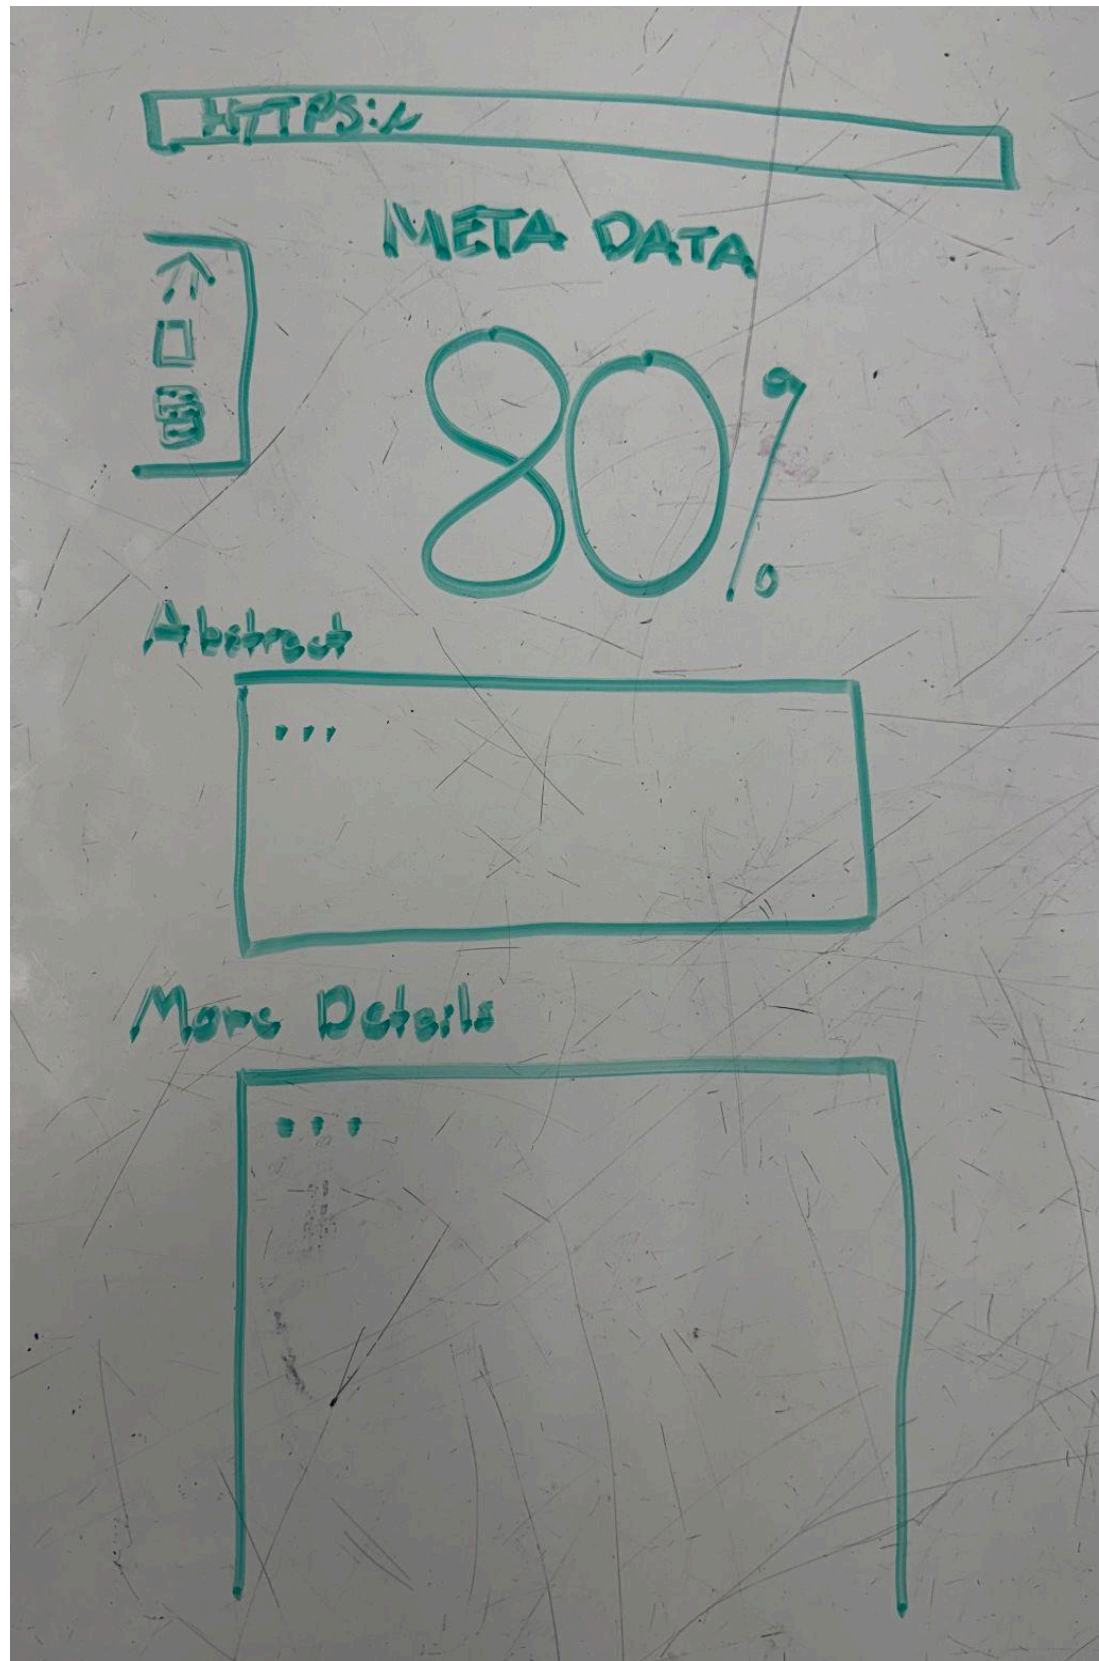 HTTPS://
META DATA
80%
Abstract
...
More Details
...